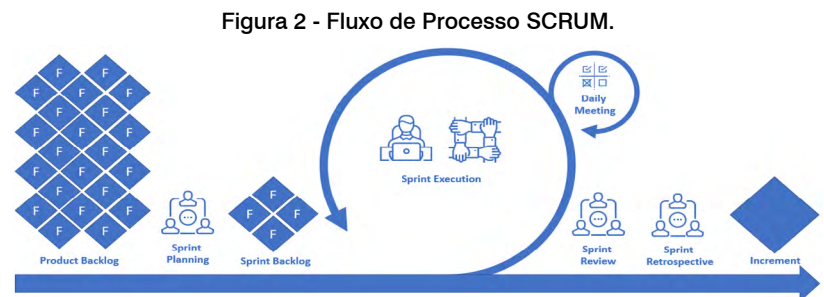 Figura 2 - Fluxo de Processo SCRUM.
F F
F F F
F F
F F F
F F
F F F
F F
F F F
Product Backlog
Sprint
Planning
F
F F
F
Sprint Backlog
Sprint Execution
Daily
Meeting
Sprint
Review
Sprint
Retrospective
Increment